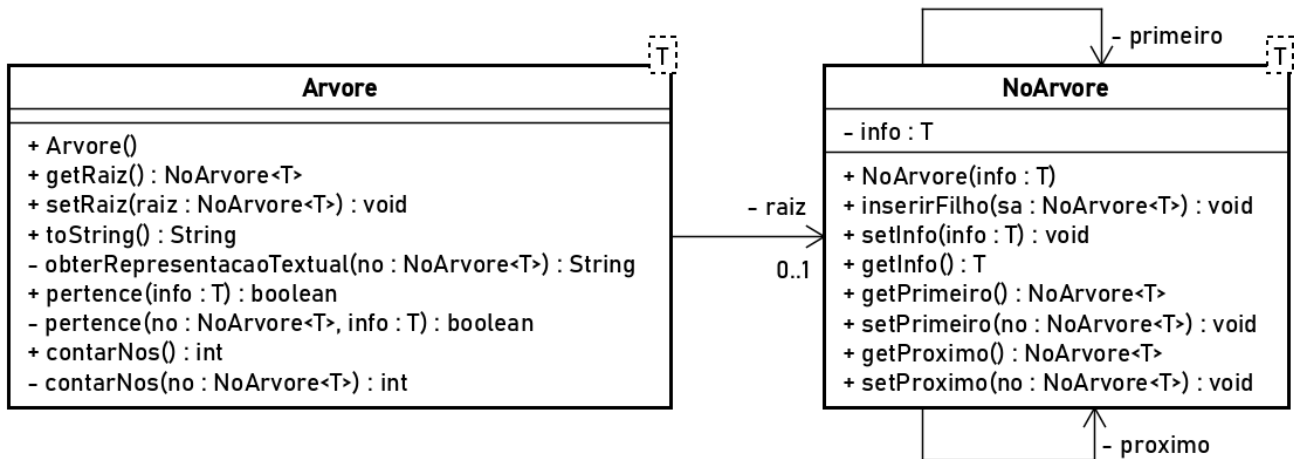 T
Arvore
+ Arvore()
+ getRaiz() : NoArvore<T>
+ setRaiz(raiz : NoArvore<T>) : void
+ toString() : String
- obterRepresentacaoTextual(no : NoArvore<T>) : String
+ pertence(info : T) : boolean
- pertence(no : NoArvore<T>, info : T) : boolean
+ contarNos() : int
- contarNos(no : NoArvore<T>) : int
- raiz
0..1
- primeiro
T
NoArvore
- info : T
+ NoArvore(info : T)
+ inserirFilho(sa : NoArvore<T>) : void
+ setInfo(info : T) : void
+ getInfo() : T
+ getPrimeiro() : NoArvore<T>
+ setPrimeiro(no : NoArvore<T>) : void
+ getProximo() : NoArvore<T>
+ setProximo(no : NoArvore<T>) : void
- proximo